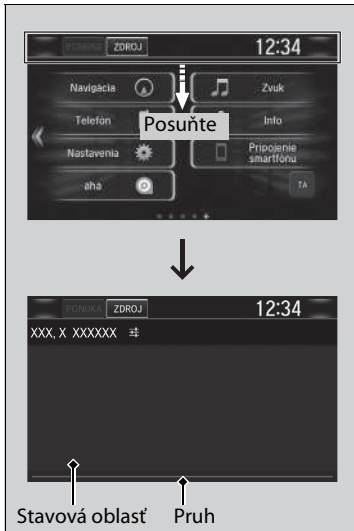 PONUKA ZDROJ 12:34
Navigácia Zvuk
Telefón Posuňte Info
Nastavenia Pripojenie
smartfónu
aha TA
PONUKA ZDROJ 12:34
XXX, X XXXXXX
Stavová oblasť Pruh